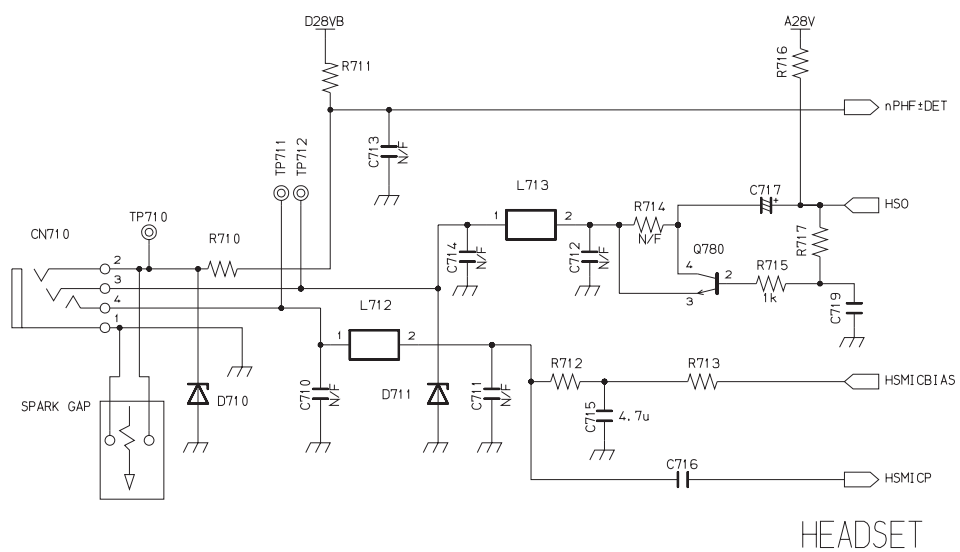 D28VB
A28V
R711
R716
nPHF±DET
C713
N/F
TP711
TP712
L713
1
2
R714
N/F
C717
+
HSO
TP710
CN710
R710
C714
N/F
C712
N/F
Q780
R717
2
3
4
1
4
2
3
R715
1k
C719
L712
1
2
C710
N/F
D711
C711
N/F
R712
R713
HSMICBIAS
D710
SPARK GAP
C715
4.7u
C716
HSMICP
HEADSET